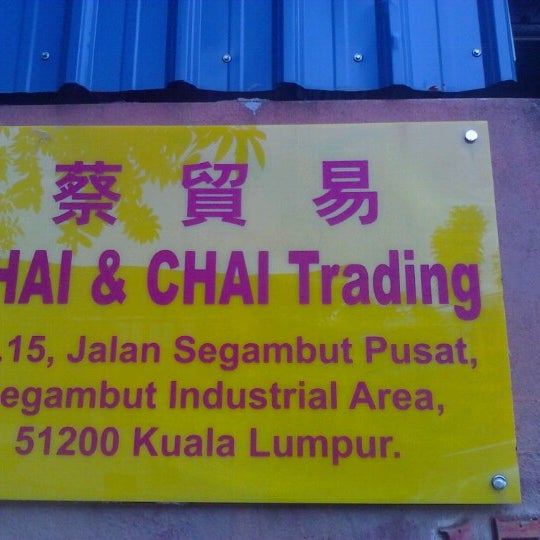 蔡貿易
HAI & CHAI Trading
.15, Jalan Segambut Pusat,
egambut Industrial Area,
51200 Kuala Lumpur.